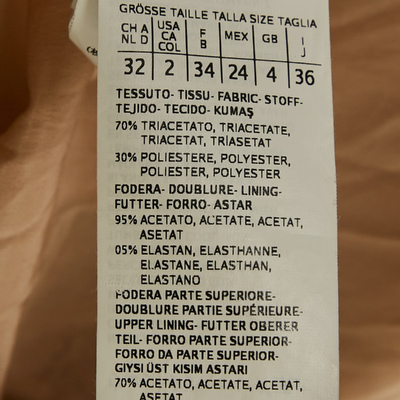 GRÖSSE TAILLE TALLA SIZE TAGLIA
CH A USA F MEX GB I
NL D CA B J
COL
32 2 34 24 4 36
TESSUTO- TISSU- FABRIC- STOFF-
TEJIDO- TECIDO- KUMAŞ
70% TRIACETATO, TRIACETATE,
TRIACETAT, TRIASETAT
30% POLIESTERE, POLYESTER,
POLIESTER, POLYESTER
FODERA- DOUBLURE- LINING-
FUTTER- FORRO- ASTAR
95% ACETATO, ACETATE, ACETAT,
ASETAT
05% ELASTAN, ELASTHANNE,
ELASTANE, ELASTHAN,
ELASTANO
FODERA PARTE SUPERIORE-
DOUBLURE PARTIE SUPÉRIEURE-
UPPER LINING- FUTTER OBERER
TEIL- FORRO PARTE SUPERIOR-
FORRO DA PARTE SUPERIOR-
GIYSI ÜST KISIM ASTARI
70% ACETATO, ACETATE, ACETAT,
ASETAT